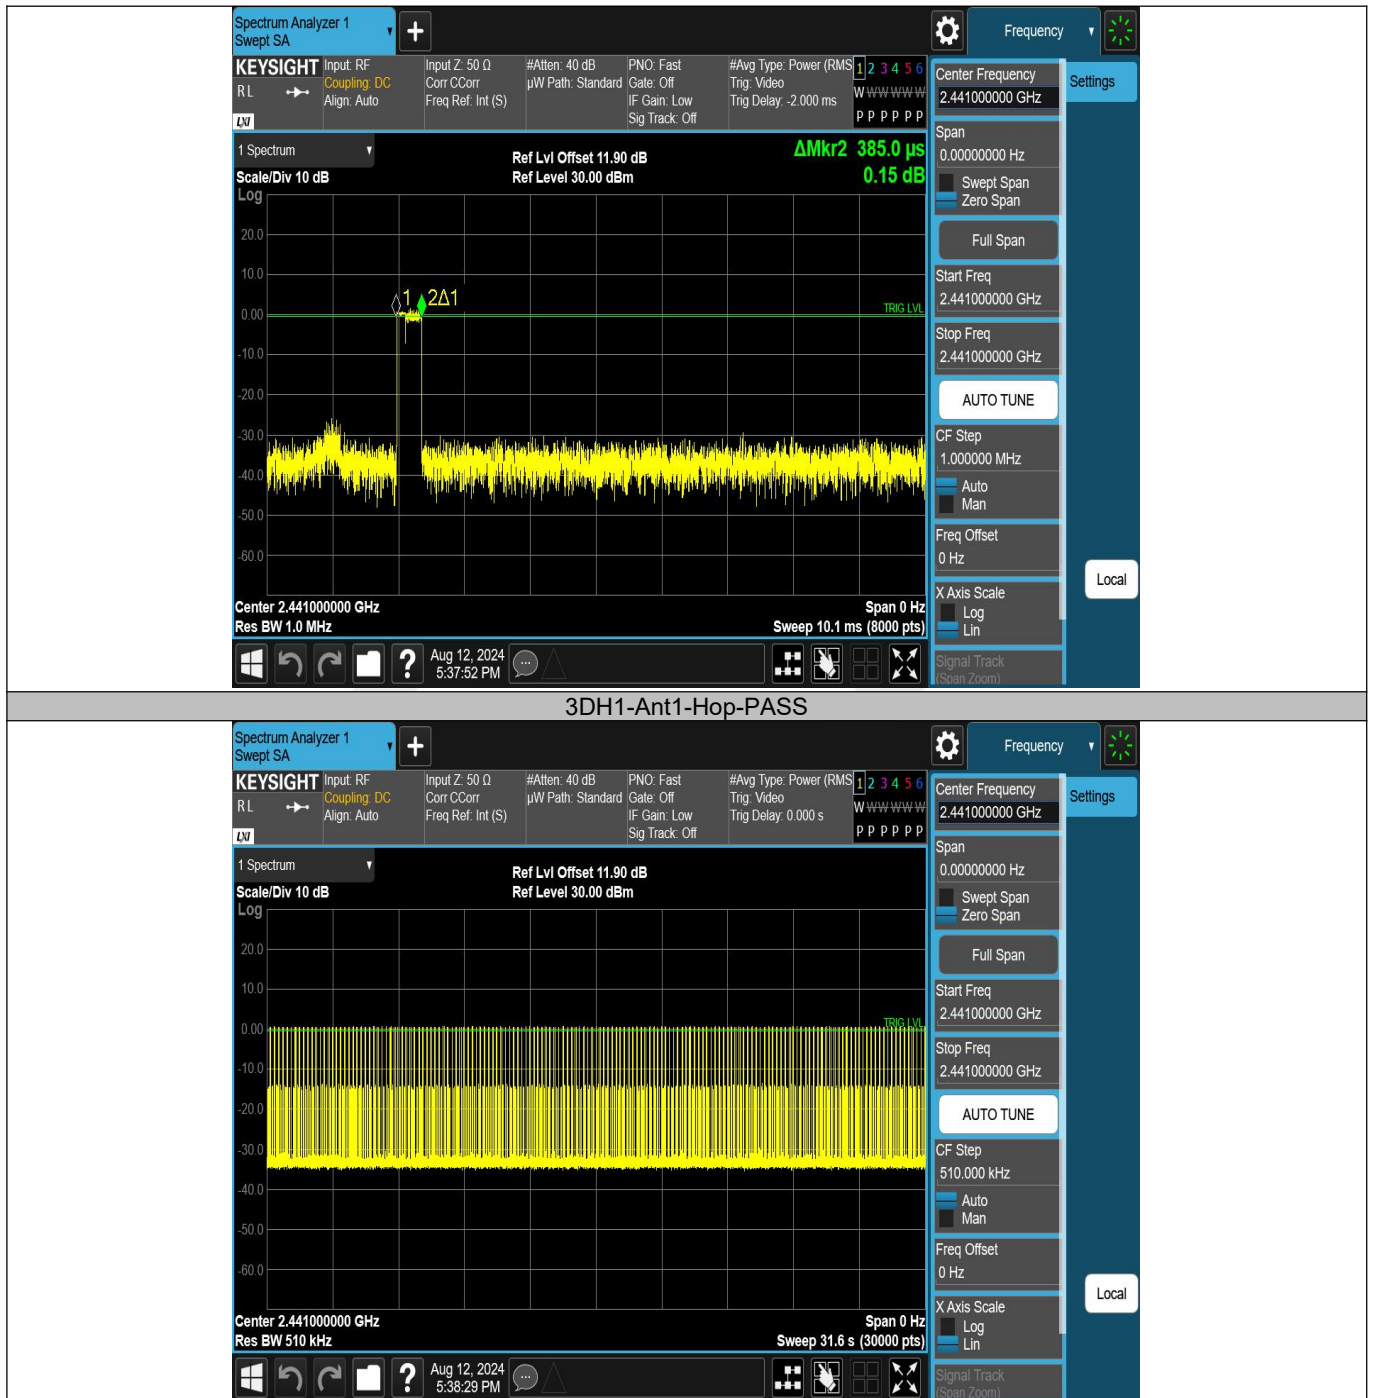 Spectrum Analyzer 1
Swept SA
+
Frequency
KEYSIGHT
RL
LXI
Input: RF
Coupling: DC
Align: Auto
Input Z: 50 Ω
Corr CCorr
Freq Ref: Int (S)
#Atten: 40 dB
µW Path: Standard
PNO: Fast
Gate: Off
IF Gain: Low
Sig Track: Off
#Avg Type: Power (RMS
Trig: Video
Trig Delay: -2.000 ms
1 2 3 4 5 6
W W W W W W
P P P P P P
Center Frequency
2.441000000 GHz
Settings
Span
0.00000000 Hz
Swept Span
Zero Span
Full Span
Start Freq
2.441000000 GHz
Stop Freq
2.441000000 GHz
AUTO TUNE
CF Step
1.000000 MHz
Auto
Man
Freq Offset
0 Hz
X Axis Scale
Log
Lin
Signal Track
(Span Zoom)
Local
1 Spectrum
Scale/Div 10 dB
Log
Ref Lvl Offset 11.90 dB
Ref Level 30.00 dBm
ΔMkr2 385.0 µs
0.15 dB
20.0
10.0
1 2Δ1
0.00
TRIG LVL
-10.0
-20.0
-30.0
-40.0
-50.0
-60.0
Center 2.441000000 GHz
Span 0 Hz
Res BW 1.0 MHz
Sweep 10.1 ms (8000 pts)
?
Aug 12, 2024
5:37:52 PM
3DH1-Ant1-Hop-PASS
Spectrum Analyzer 1
Swept SA
+
Frequency
KEYSIGHT
RL
LXI
Input: RF
Coupling: DC
Align: Auto
Input Z: 50 Ω
Corr CCorr
Freq Ref: Int (S)
#Atten: 40 dB
µW Path: Standard
PNO: Fast
Gate: Off
IF Gain: Low
Sig Track: Off
#Avg Type: Power (RMS
Trig: Video
Trig Delay: 0.000 s
1 2 3 4 5 6
W W W W W W
P P P P P P
Center Frequency
2.441000000 GHz
Settings
Span
0.00000000 Hz
Swept Span
Zero Span
Full Span
Start Freq
2.441000000 GHz
Stop Freq
2.441000000 GHz
AUTO TUNE
CF Step
510.000 kHz
Auto
Man
Freq Offset
0 Hz
X Axis Scale
Log
Lin
Signal Track
(Span Zoom)
Local
1 Spectrum
Scale/Div 10 dB
Log
Ref Lvl Offset 11.90 dB
Ref Level 30.00 dBm
20.0
10.0
0.00
TRIG LVL
-10.0
-20.0
-30.0
-40.0
-50.0
-60.0
Center 2.441000000 GHz
Span 0 Hz
Res BW 510 kHz
Sweep 31.6 s (30000 pts)
?
Aug 12, 2024
5:38:29 PM